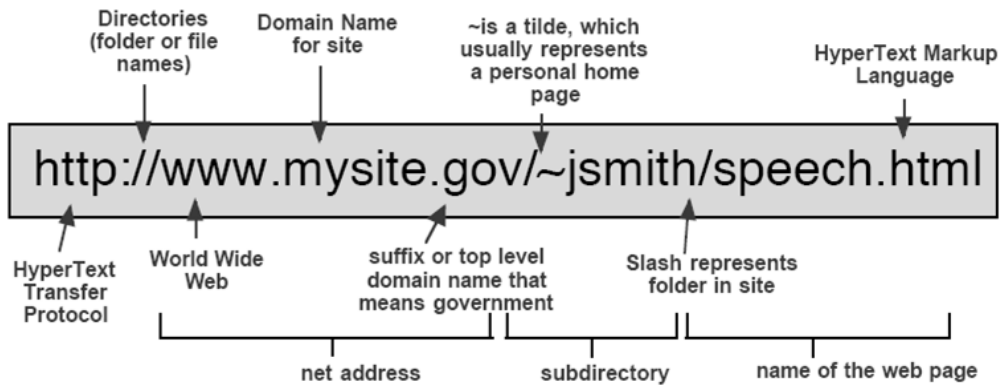 Directories
(folder or file
names)
Domain Name
for site
~is a tilde, which
usually represents
a personal home
page
HyperText Markup
Language
http://www.mysite.gov/~jsmith/speech.html
HyperText
Transfer
Protocol
World Wide
Web
suffix or top level
domain name that
means government
Slash represents
folder in site
net address
subdirectory
name of the web page